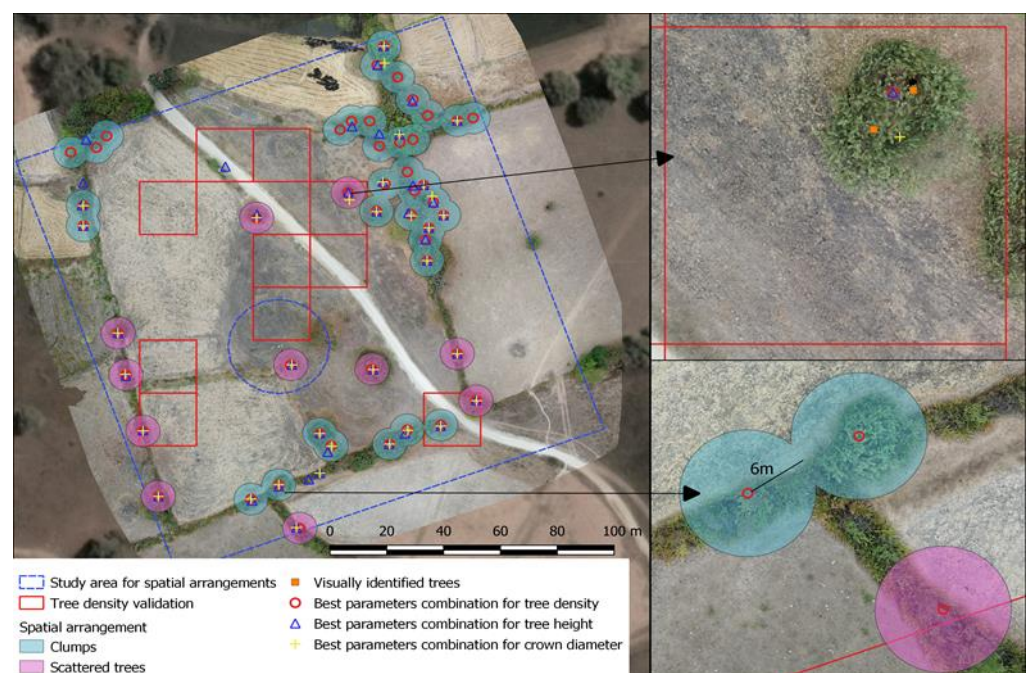 6m
0 20 40 60 80 100 m
Study area for spatial arrangements
Tree density validation
Spatial arrangement
Clumps
Scattered trees
Visually identified trees
Best parameters combination for tree density
Best parameters combination for tree height
Best parameters combination for crown diameter